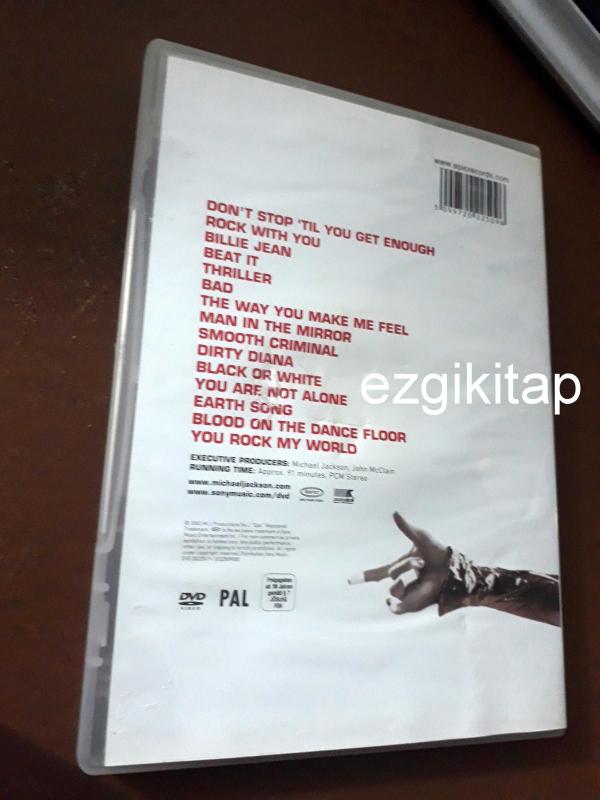 www.epicrecords.com
DON'T STOP 'TIL YOU GET ENOUGH
ROCK WITH YOU
BILLIE JEAN
BEAT IT
THRILLER
BAD
THE WAY YOU MAKE ME FEEL
MAN IN THE MIRROR
SMOOTH CRIMINAL
DIRTY DIANA
BLACK OR WHITE
YOU ARE NOT ALONE
EARTH SONG
BLOOD ON THE DANCE FLOOR
YOU ROCK MY WORLD
ezgikitap
EXECUTIVE PRODUCERS: Michael Jackson, John McClain
RUNNING TIME: Approx. 91 minutes, PCM Stereo
www.michaeljackson.com
www.sonymusic.com/dvd
epic
DVD
VIDEO
PAL
Freigegeben